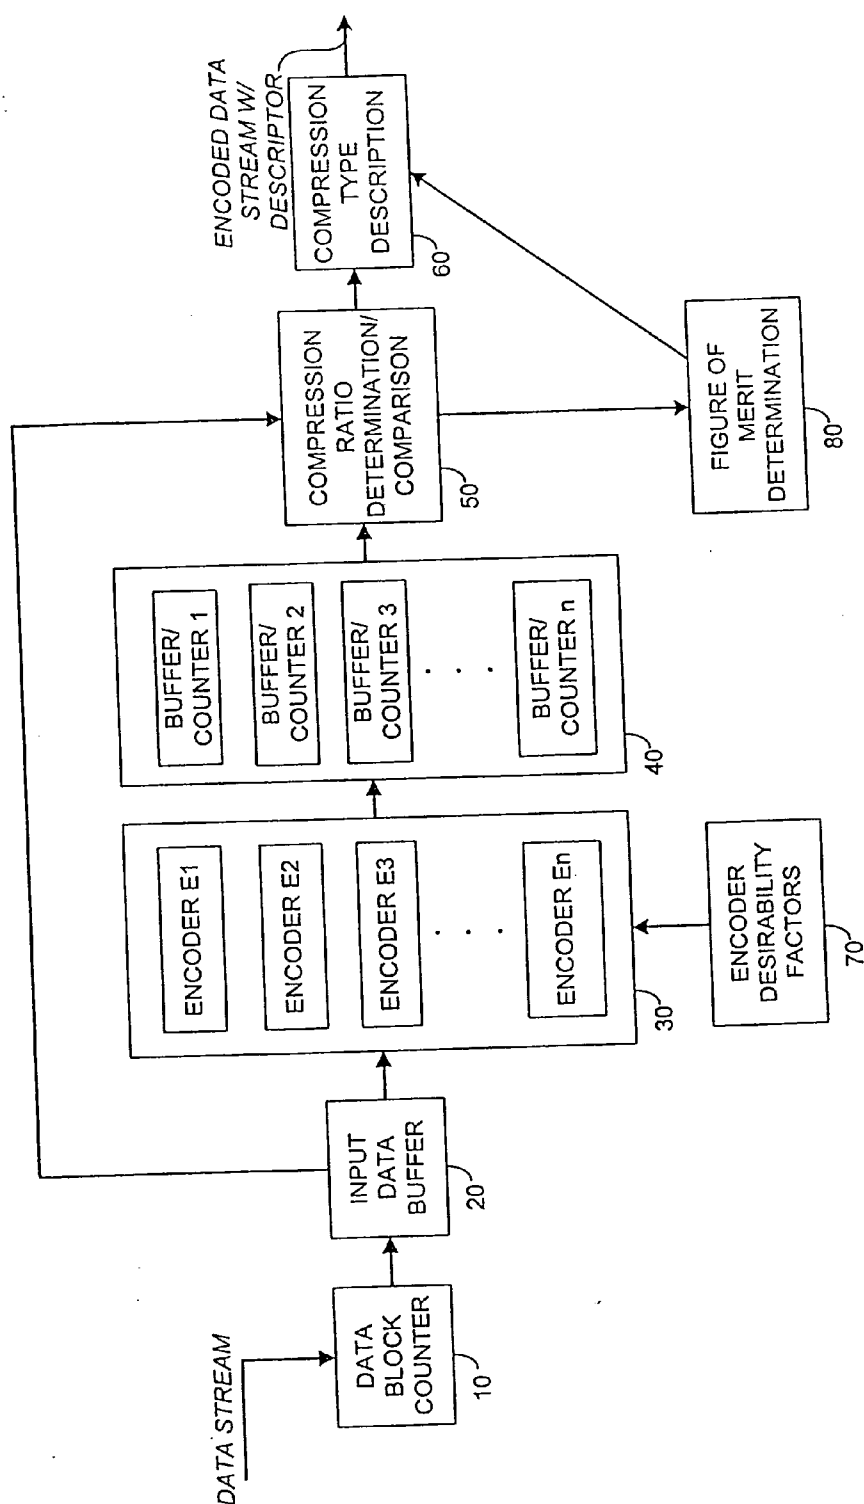 DATA STREAM
DATA
BLOCK
COUNTER
10
INPUT
DATA
BUFFER
20
ENCODER E1
ENCODER E2
ENCODER E3
. . .
ENCODER En
30
ENCODER
DESIRABILITY
FACTORS
70
BUFFER/
COUNTER 1
BUFFER/
COUNTER 2
BUFFER/
COUNTER 3
. . .
BUFFER/
COUNTER n
40
COMPRESSION
RATIO
DETERMINATION/
COMPARISON
50
FIGURE OF
MERIT
DETERMINATION
80
COMPRESSION
TYPE
DESCRIPTION
60
ENCODED DATA
STREAM W/
DESCRIPTOR